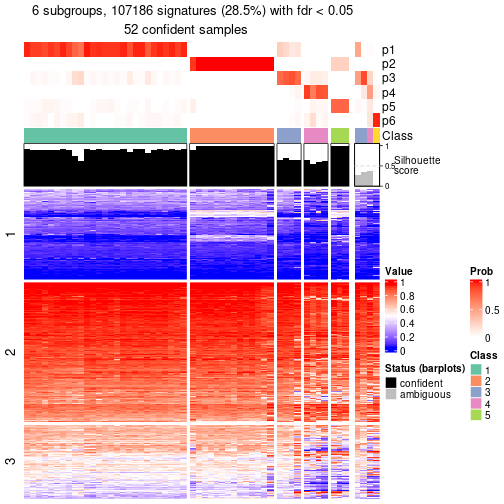 6 subgroups, 107186 signatures (28.5%) with fdr < 0.05
52 confident samples
p1
p2
p3
p4
p5
p6
Class
1
0.5
0
Silhouette
score
1
2
3
Value
1
0.8
0.6
0.4
0.2
0
Status (barplots)
confident
ambiguous
Prob
1
0.5
0
Class
1
2
3
4
5